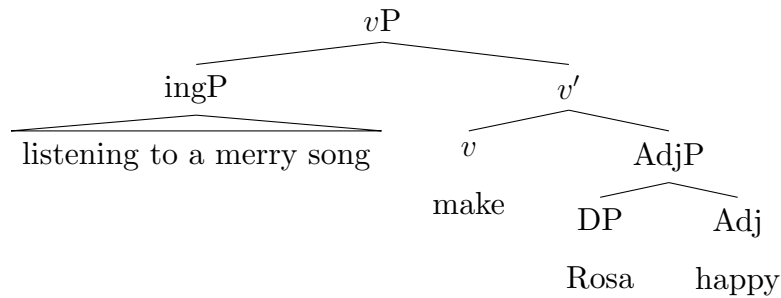 vP
ingP v′
listening to a merry song v AdjP
make DP Adj
Rosa happy